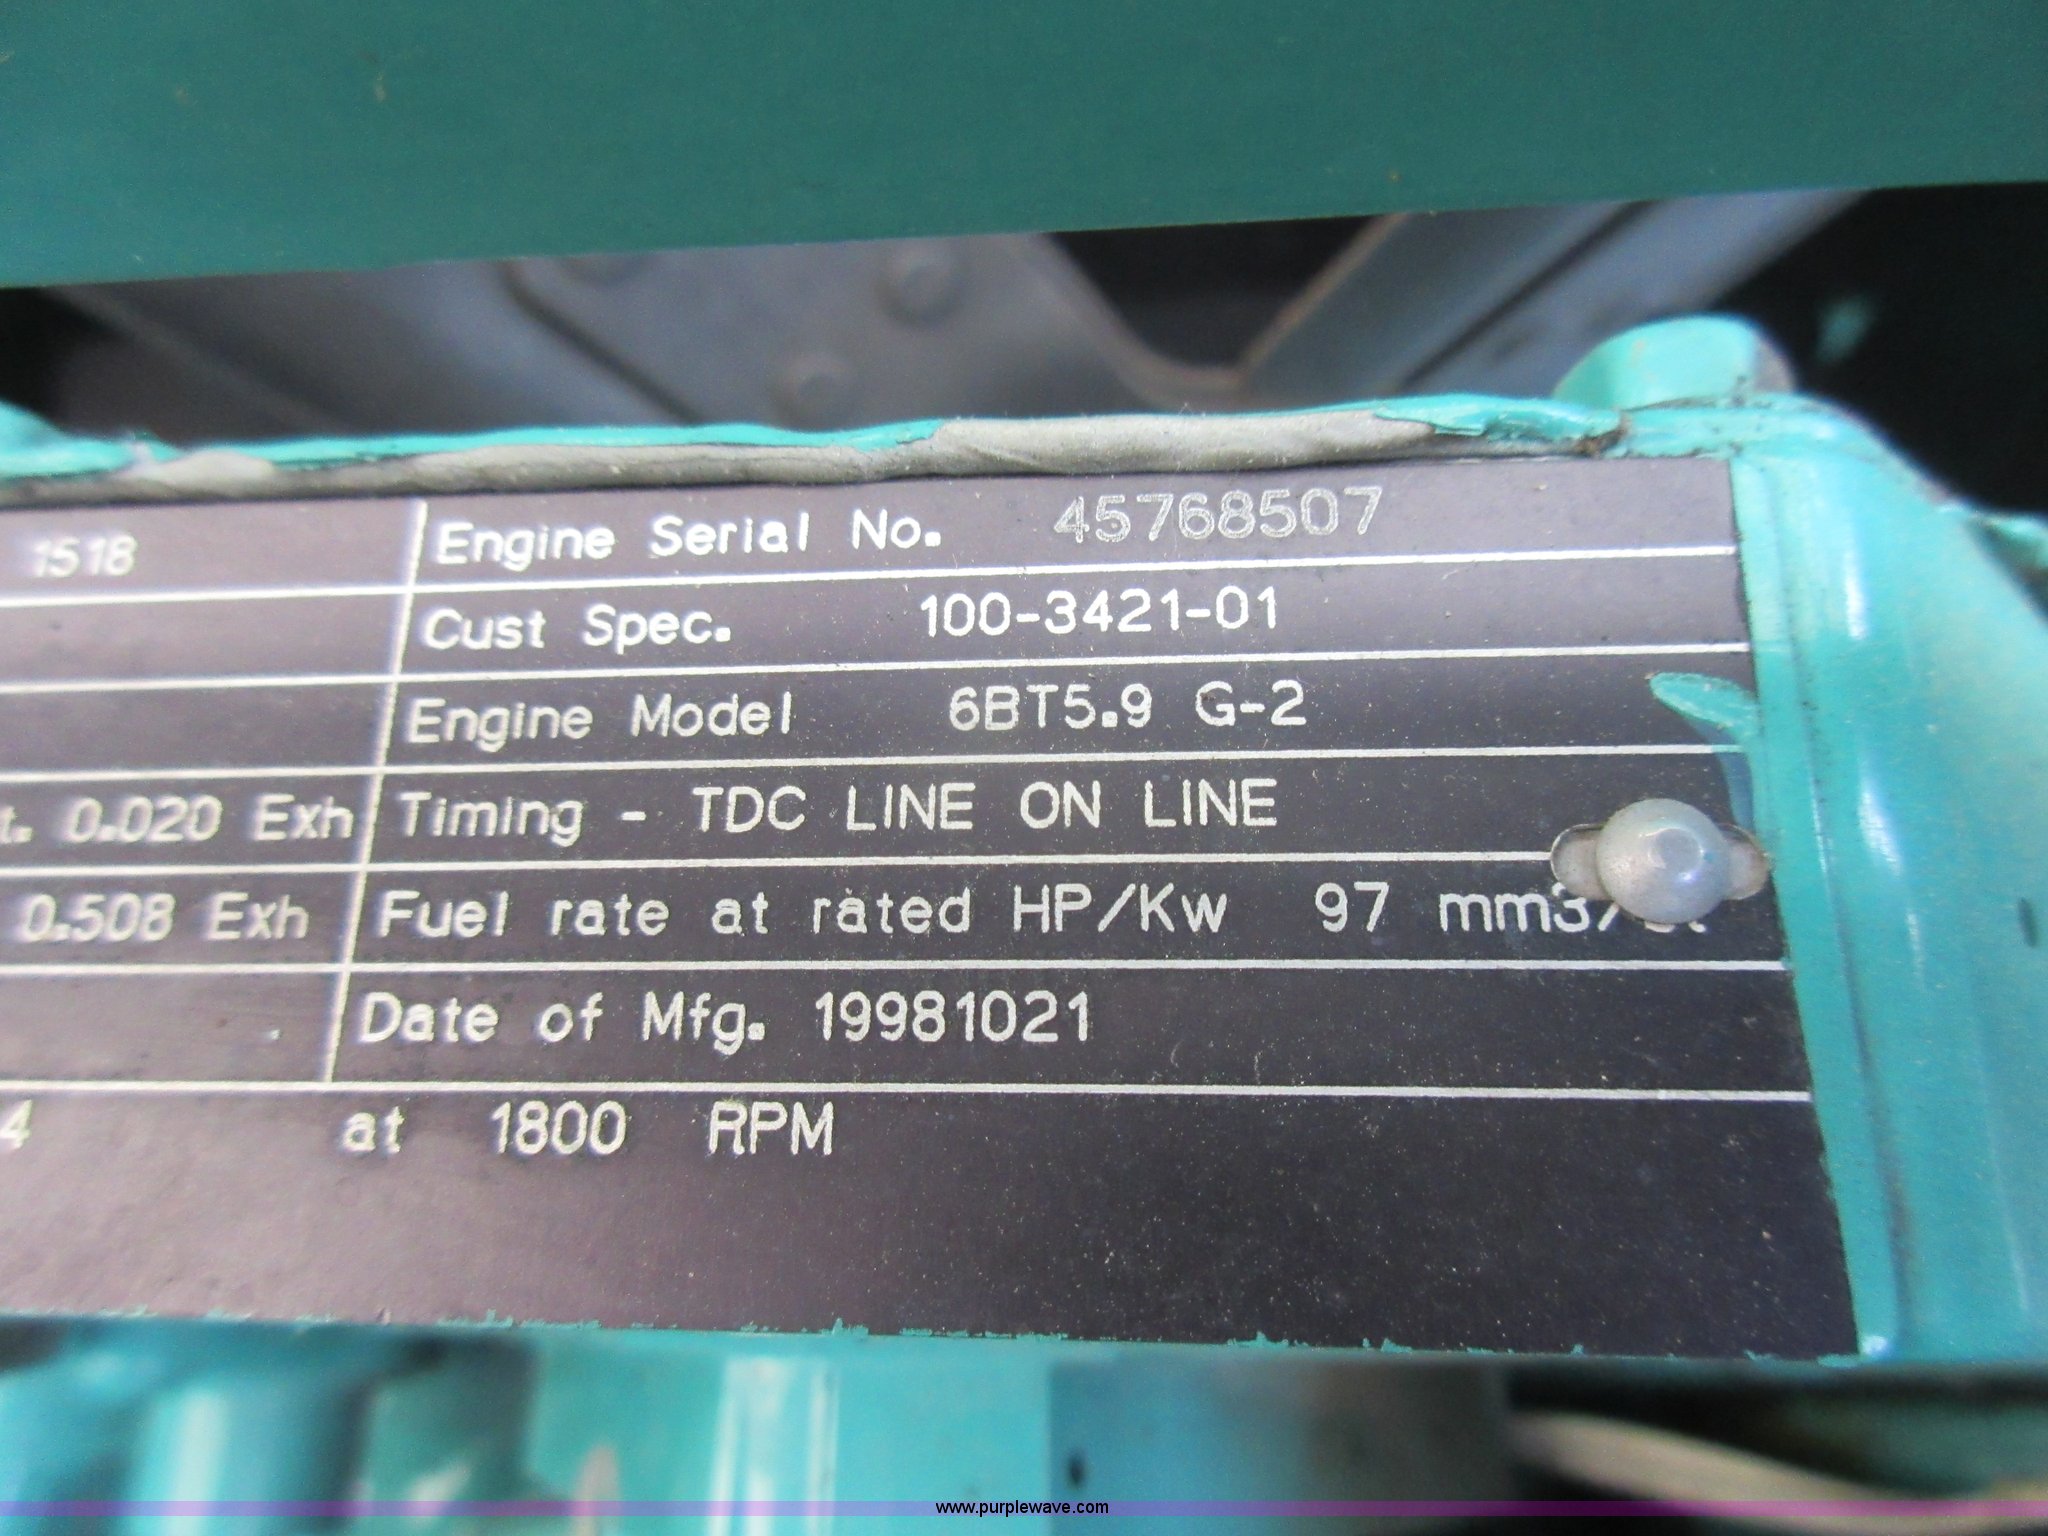 1518 Engine Serial No. 45768507
Cust Spec. 100-3421-01
Engine Model 6BT5.9 G-2
t. 0.020 Exh Timing - TDC LINE ON LINE
0.508 Exh Fuel rate at rated HP/Kw 97
Date of Mfg. 19981021
4 at 1800 RPM
www.purplewave.com